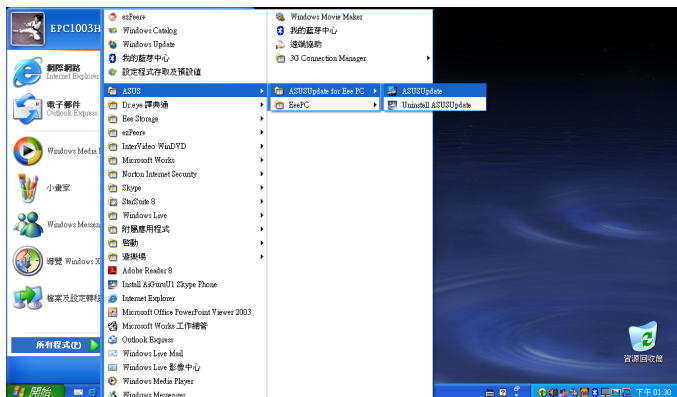 EPC1003H
網際網路
Internet Explorer
電子郵件
Outlook Express
Windows Media
小畫家
Windows Messen
導覽 Windows X
檔案及設定轉移
所有程式(P)
開始
ezPeer+
Windows Catalog
Windows Update
我的藍芽中心
設定程式存取及預設值
ASUS
Dr.eye 譯典通
Eee Storage
ezPeer+
InterVideo WinDVD
Microsoft Works
Norton Internet Security
Skype
StarSuite 8
Windows Live
附屬應用程式
啟動
遊樂場
Adobe Reader 8
Install AiGuruU1 Skype Phone
Internet Explorer
Microsoft Office PowerPoint Viewer 2003
Microsoft Works 工作總管
Outlook Express
Windows Live Mail
Windows Live 影像中心
Windows Media Player
Windows Messenger
Windows Movie Maker
我的藍芽中心
遠端協助
3G Connection Manager
ASUSUpdate for Eee PC
EeePC
ASUSUpdate
Uninstall ASUSUpdate
資源回收筒
下午 01:30